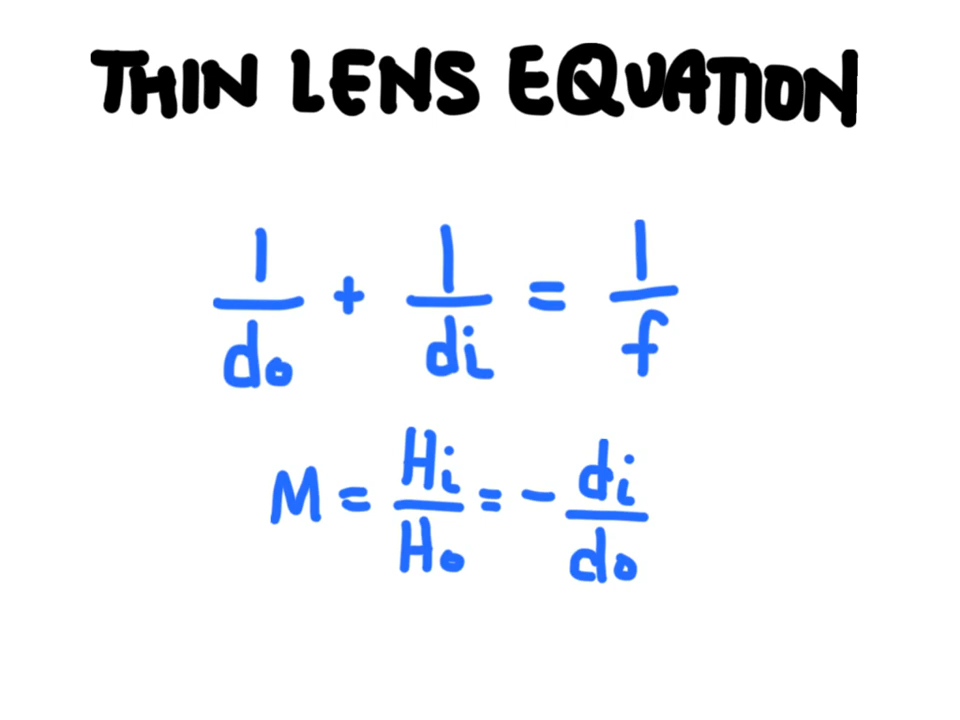 THIN LENS EQUATION
1/do + 1/di = 1/f
M = Hi/Ho = - di/do